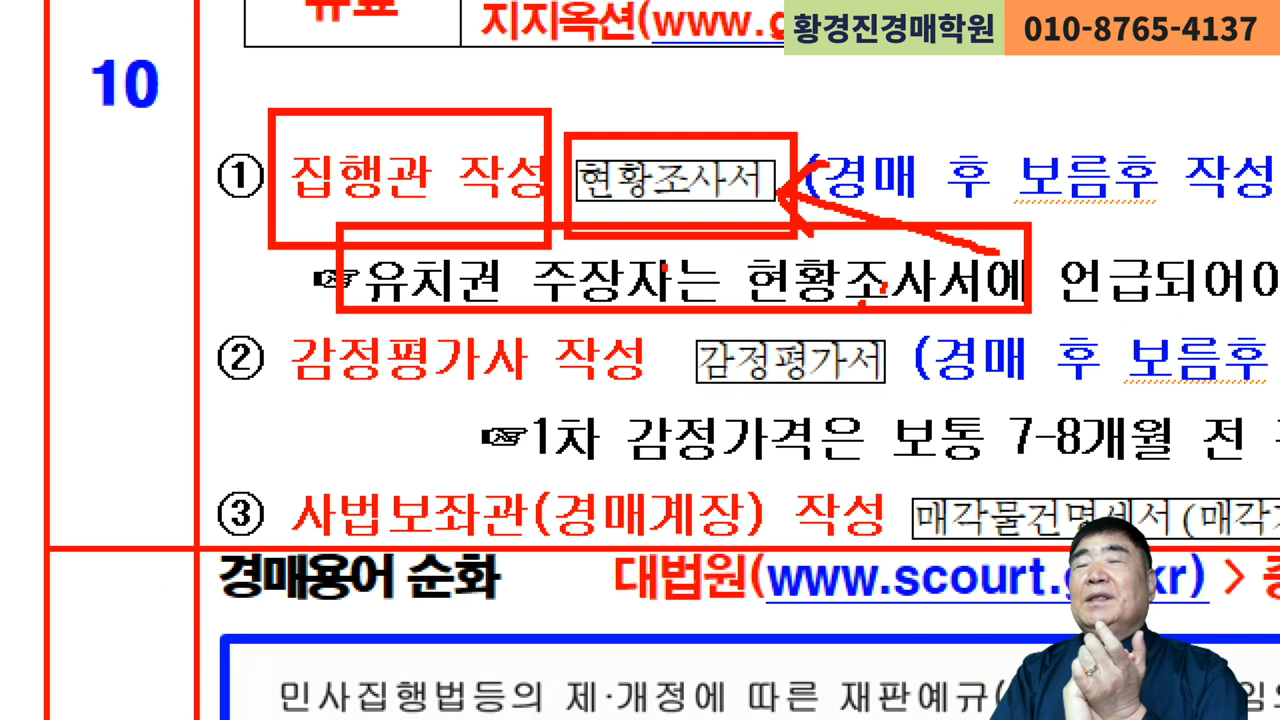 유료
지지옥션(www.g
황경진경매학원 010-8765-4137
10
① 집행관 작성 현황조사서 (경매 후 보름후 작성
☞유치권 주장자는 현황조사서에 언급되어야
② 감정평가사 작성 감정평가서 (경매 후 보름후
☞1차 감정가격은 보통 7-8개월 전
③ 사법보좌관(경매계장) 작성 매각물건명세서(매각
경매용어 순화 대법원(www.scourt.g kr) >
민사집행법등의 제·개정에 따른 재판예규(